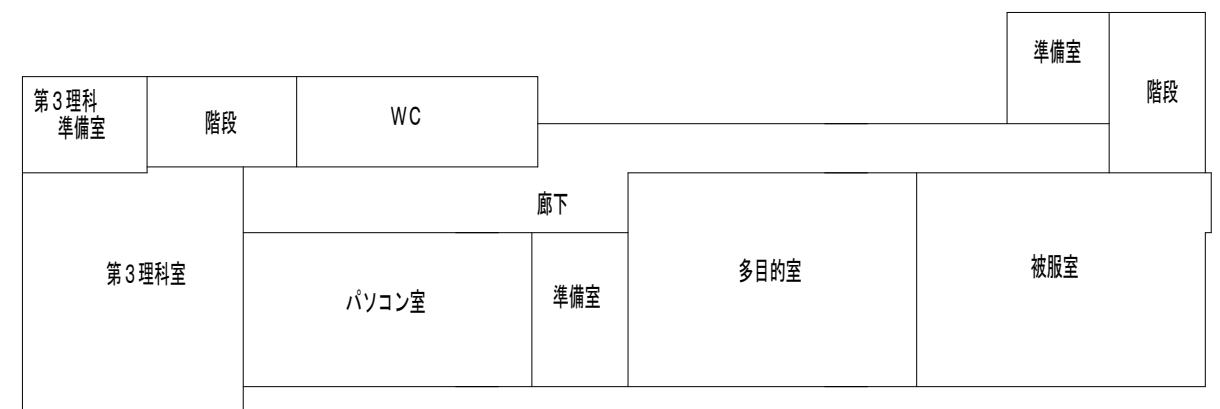 準備室
階段
第３理科
準備室
階段
ＷＣ
廊下
第３理科室
パソコン室
準備室
多目的室
被服室